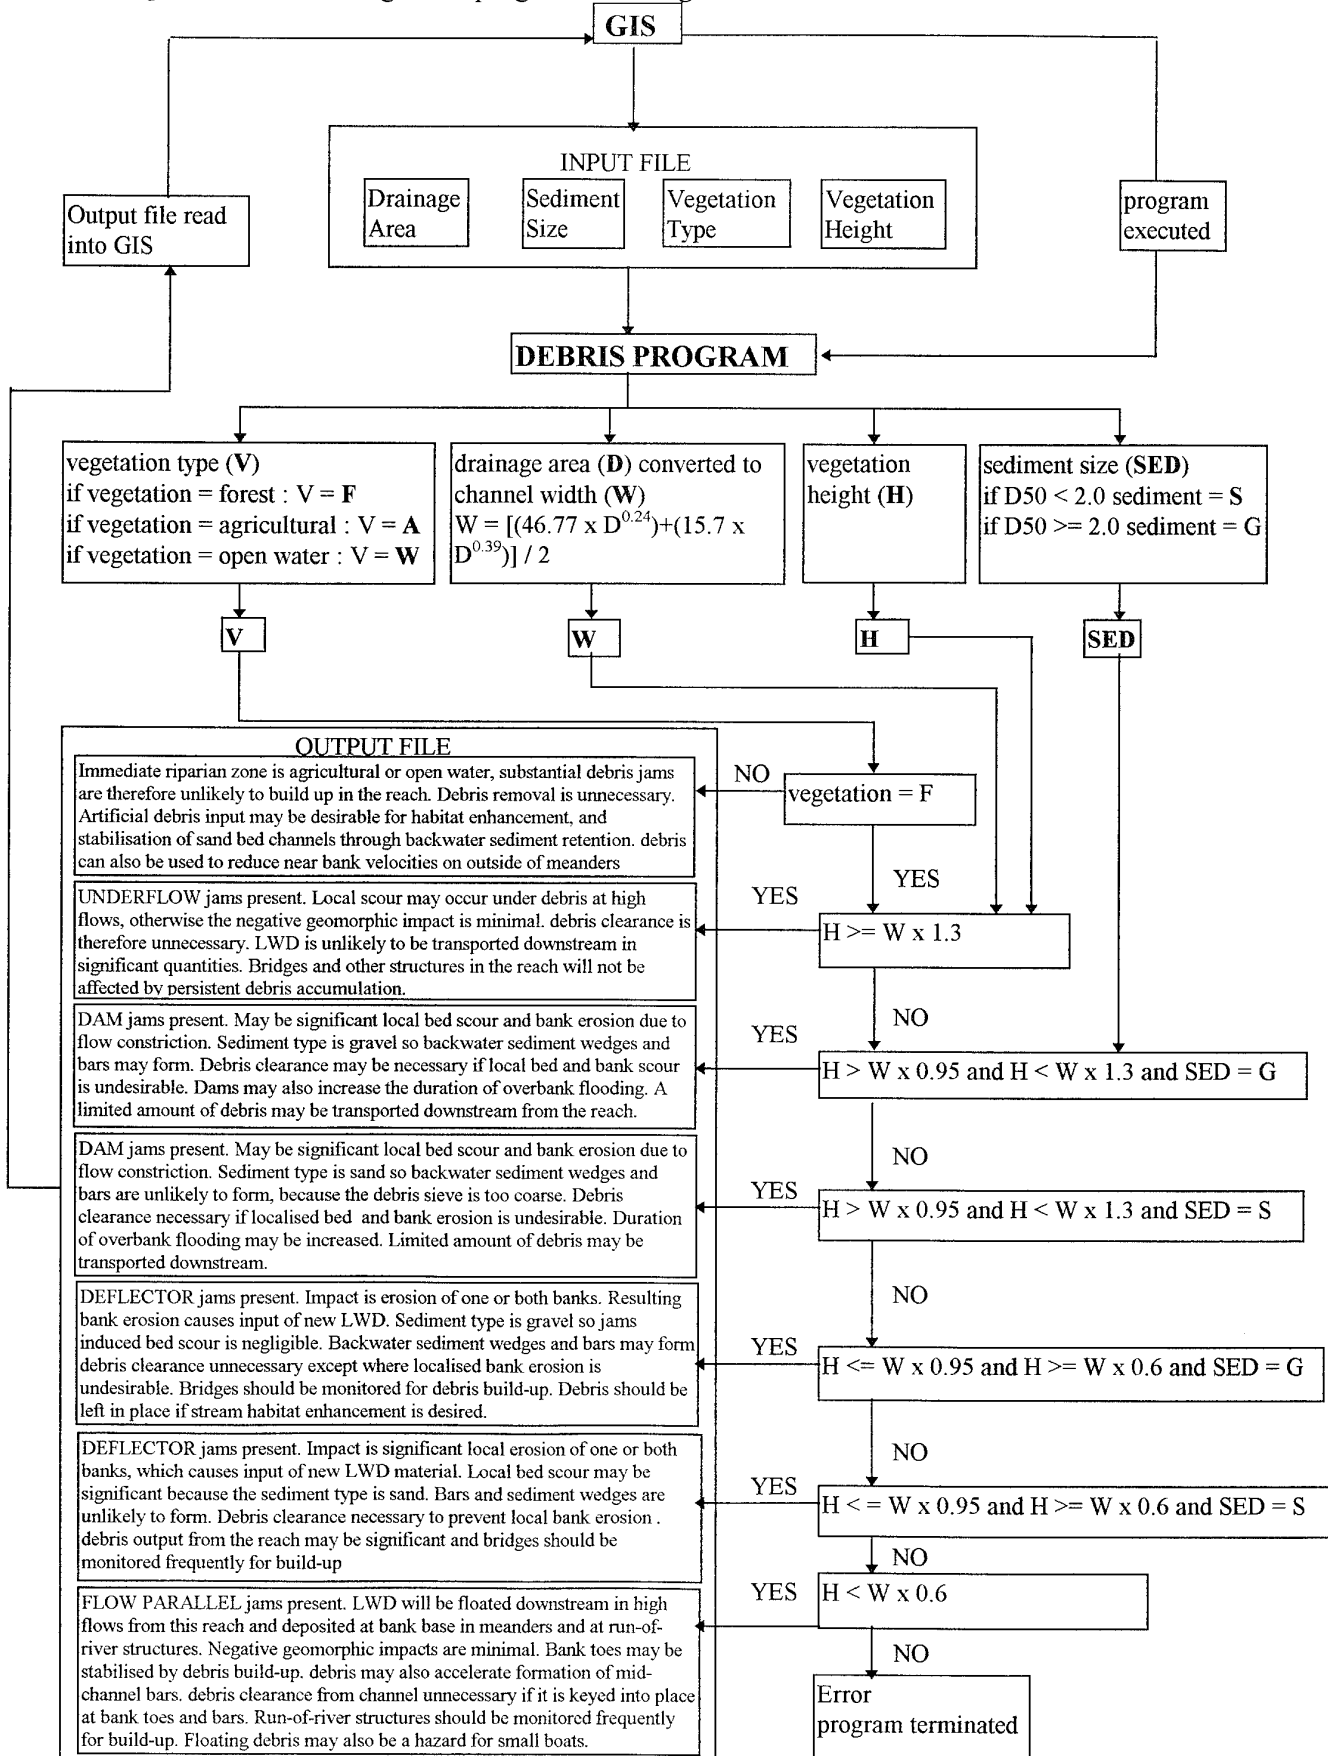 GIS
INPUT FILE
Drainage
Area
Sediment
Size
Vegetation
Type
Vegetation
Height
Output file read
into GIS
program
executed
DEBRIS PROGRAM
vegetation type (V)
if vegetation = forest : V = F
if vegetation = agricultural : V = A
if vegetation = open water : V = W
drainage area (D) converted to
channel width (W)
W = [(46.77 x D^0.24)+(15.7 x
D^0.39)] / 2
vegetation
height (H)
sediment size (SED)
if D50 < 2.0 sediment = S
if D50 >= 2.0 sediment = G
V
W
H
SED
OUTPUT FILE
Immediate riparian zone is agricultural or open water, substantial debris jams
are therefore unlikely to build up in the reach. Debris removal is unnecessary.
Artificial debris input may be desirable for habitat enhancement, and
stabilisation of sand bed channels through backwater sediment retention. debris
can also be used to reduce near bank velocities on outside of meanders
NO
vegetation = F
YES
UNDERFLOW jams present. Local scour may occur under debris at high
flows, otherwise the negative geomorphic impact is minimal. debris clearance is
therefore unnecessary. LWD is unlikely to be transported downstream in
significant quantities. Bridges and other structures in the reach will not be
affected by persistent debris accumulation.
YES
H >= W x 1.3
NO
DAM jams present. May be significant local bed scour and bank erosion due to
flow constriction. Sediment type is gravel so backwater sediment wedges and
bars may form. Debris clearance may be necessary if local bed and bank scour
is undesirable. Dams may also increase the duration of overbank flooding. A
limited amount of debris may be transported downstream from the reach.
YES
H > W x 0.95 and H < W x 1.3 and SED = G
NO
DAM jams present. May be significant local bed scour and bank erosion due to
flow constriction. Sediment type is sand so backwater sediment wedges and
bars are unlikely to form, because the debris sieve is too coarse. Debris
clearance necessary if localised bed and bank erosion is undesirable. Duration
of overbank flooding may be increased. Limited amount of debris may be
transported downstream.
YES
H > W x 0.95 and H < W x 1.3 and SED = S
NO
DEFLECTOR jams present. Impact is erosion of one or both banks. Resulting
bank erosion causes input of new LWD. Sediment type is gravel so jams
induced bed scour is negligible. Backwater sediment wedges and bars may form
debris clearance unnecessary except where localised bank erosion is
undesirable. Bridges should be monitored for debris build-up. Debris should be
left in place if stream habitat enhancement is desired.
YES
H <= W x 0.95 and H >= W x 0.6 and SED = G
NO
DEFLECTOR jams present. Impact is significant local erosion of one or both
banks, which causes input of new LWD material. Local bed scour may be
significant because the sediment type is sand. Bars and sediment wedges are
unlikely to form. Debris clearance necessary to prevent local bank erosion .
debris output from the reach may be significant and bridges should be
monitored frequently for build-up
YES
H < = W x 0.95 and H >= W x 0.6 and SED = S
NO
FLOW PARALLEL jams present. LWD will be floated downstream in high
flows from this reach and deposited at bank base in meanders and at run-of-
river structures. Negative geomorphic impacts are minimal. Bank toes may be
stabilised by debris build-up. debris may also accelerate formation of mid-
channel bars. debris clearance from channel unnecessary if it is keyed into place
at bank toes and bars. Run-of-river structures should be monitored frequently
for build-up. Floating debris may also be a hazard for small boats.
YES
H < W x 0.6
NO
Error
program terminated